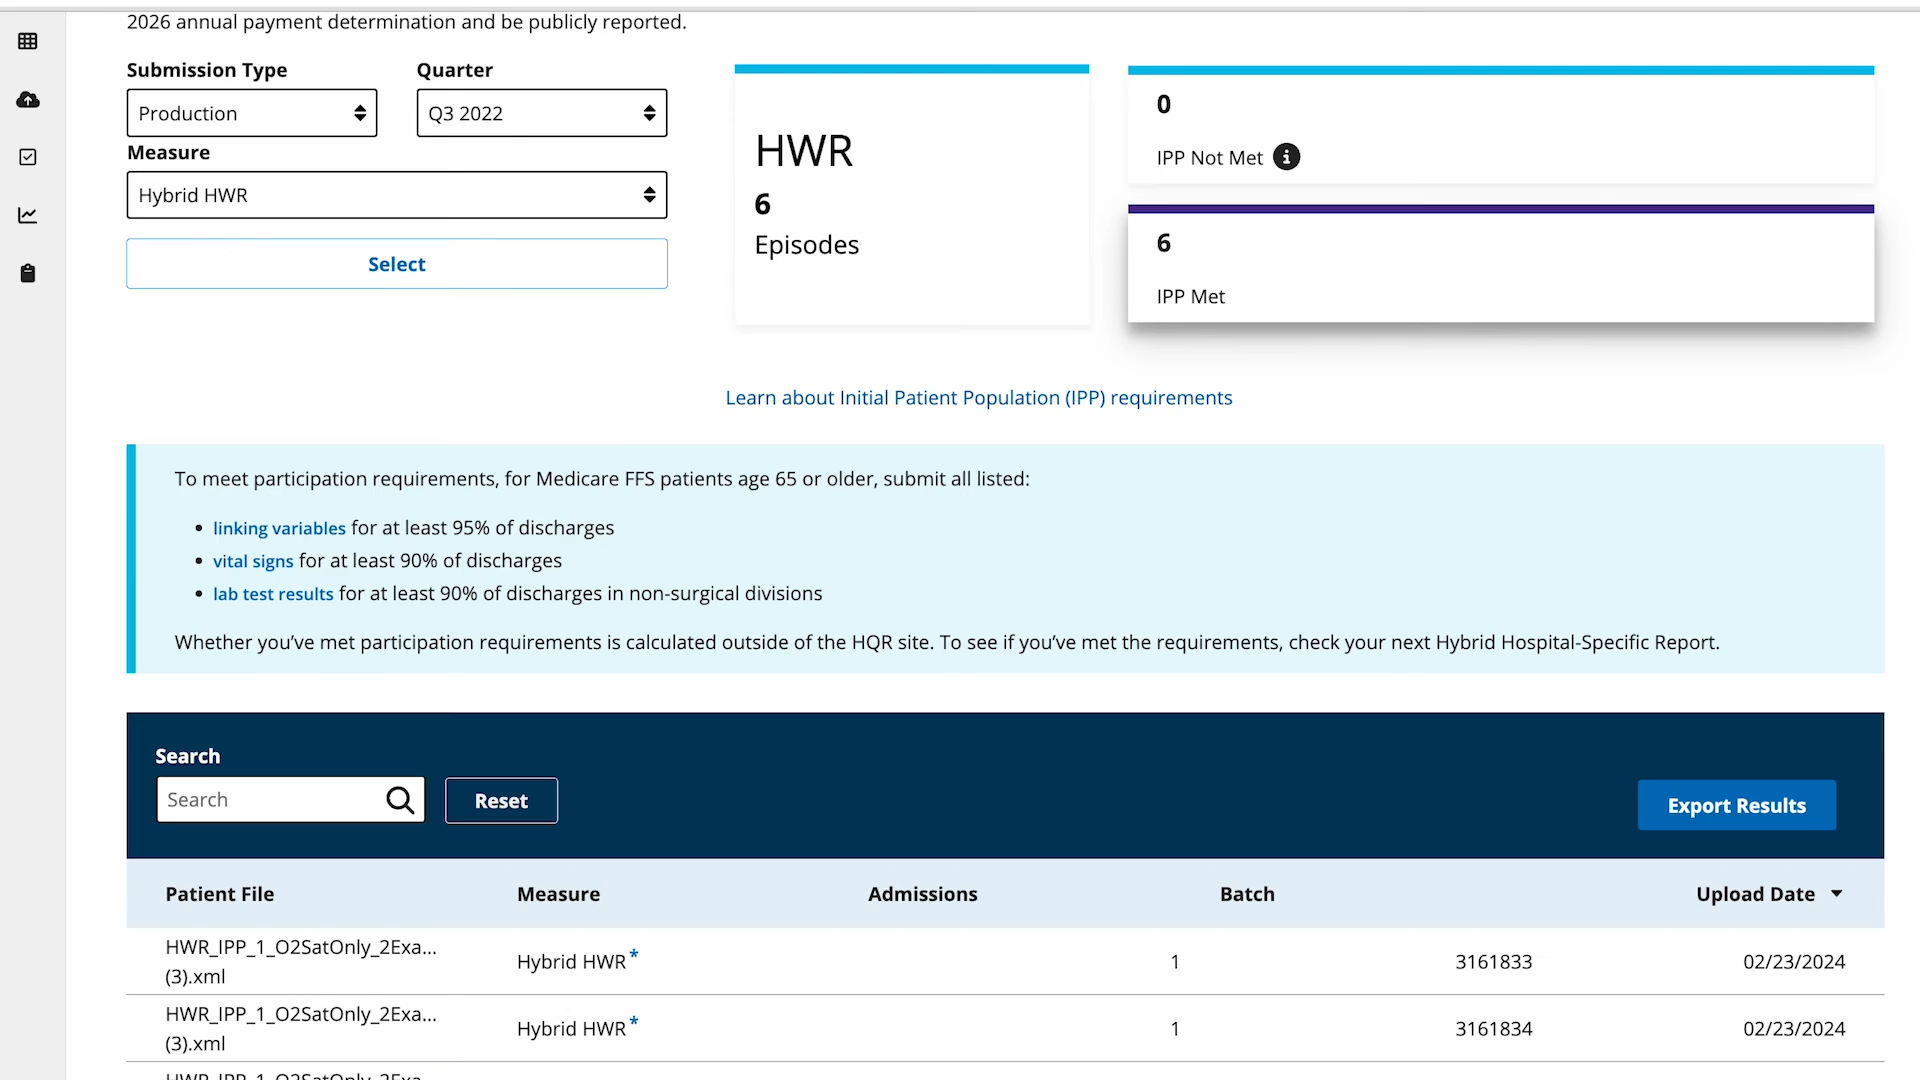 2026 annual payment determination and be publicly reported.
Submission Type
Quarter
Production
Q3 2022
Measure
Hybrid HWR
Select
HWR
6
Episodes
0
IPP Not Met
6
IPP Met
Learn about Initial Patient Population (IPP) requirements
To meet participation requirements, for Medicare FFS patients age 65 or older, submit all listed:
• linking variables for at least 95% of discharges
• vital signs for at least 90% of discharges
• lab test results for at least 90% of discharges in non-surgical divisions
Whether you’ve met participation requirements is calculated outside of the HQR site. To see if you’ve met the requirements, check your next Hybrid Hospital-Specific Report.
Search
Search
Reset
Export Results
Patient File Measure Admissions Batch Upload Date
HWR_IPP_1_O2SatOnly_2Exa...
(3).xml
Hybrid HWR* 1 3161833 02/23/2024
HWR_IPP_1_O2SatOnly_2Exa...
(3).xml
Hybrid HWR* 1 3161834 02/23/2024
HWR_IPP_1_O2SatOnly_2Exa...